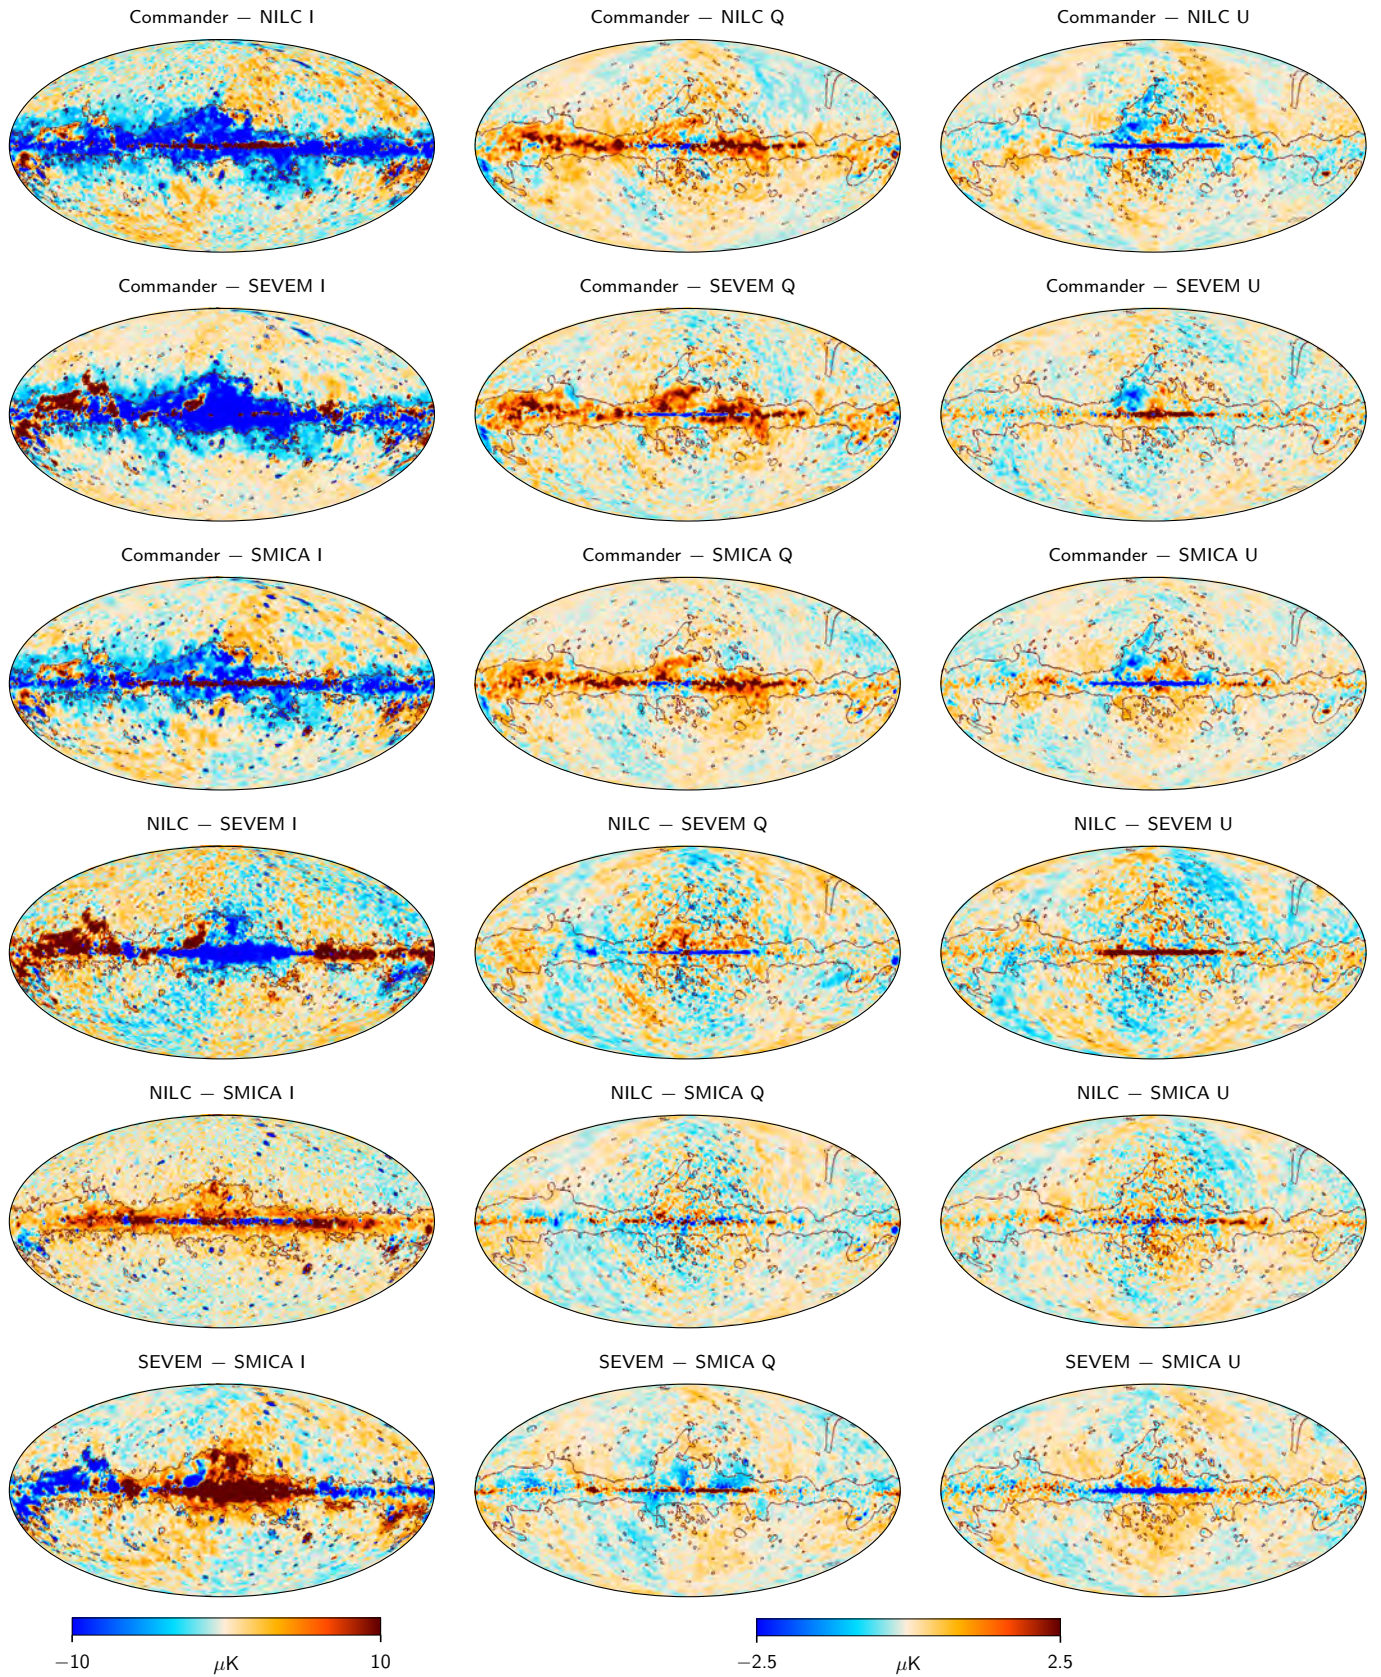 Commander − NILC I
Commander − NILC Q
Commander − NILC U
Commander − SEVEM I
Commander − SEVEM Q
Commander − SEVEM U
Commander − SMICA I
Commander − SMICA Q
Commander − SMICA U
NILC − SEVEM I
NILC − SEVEM Q
NILC − SEVEM U
NILC − SMICA I
NILC − SMICA Q
NILC − SMICA U
SEVEM − SMICA I
SEVEM − SMICA Q
SEVEM − SMICA U
−10 μK 10
−2.5 μK 2.5